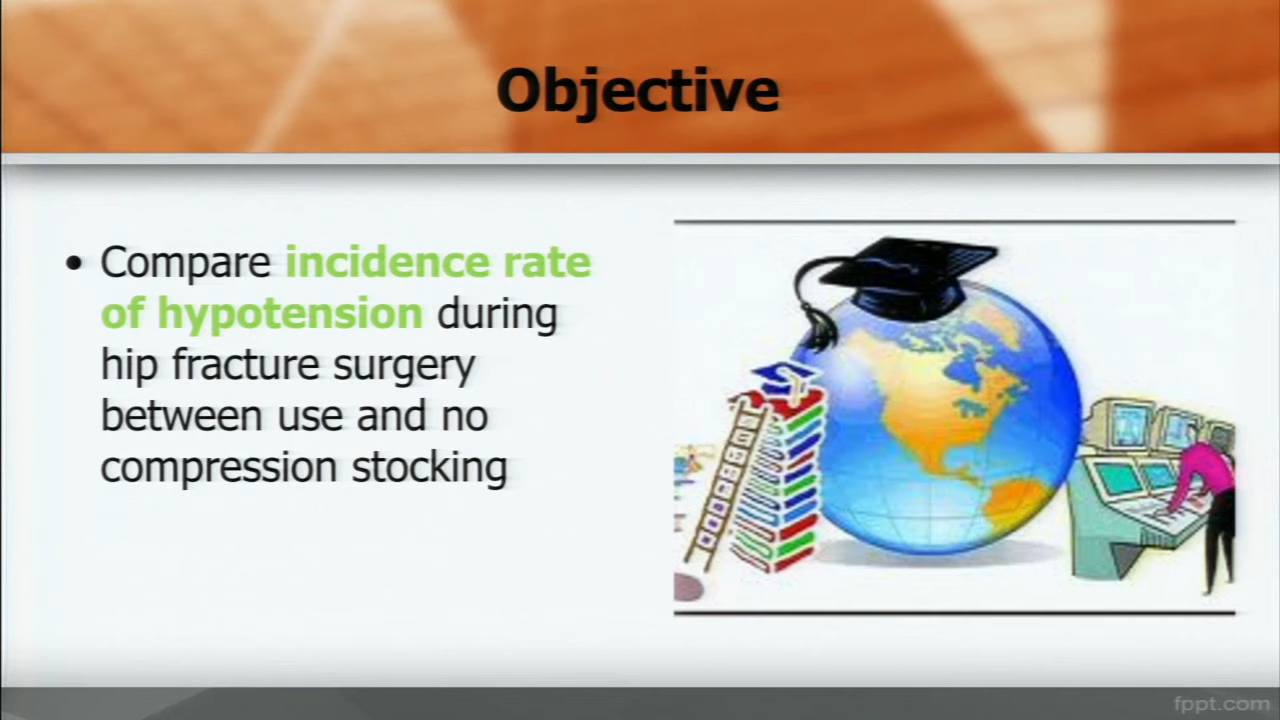 Objective
• Compare incidence rate
of hypotension during
hip fracture surgery
between use and no
compression stocking
fppt.com